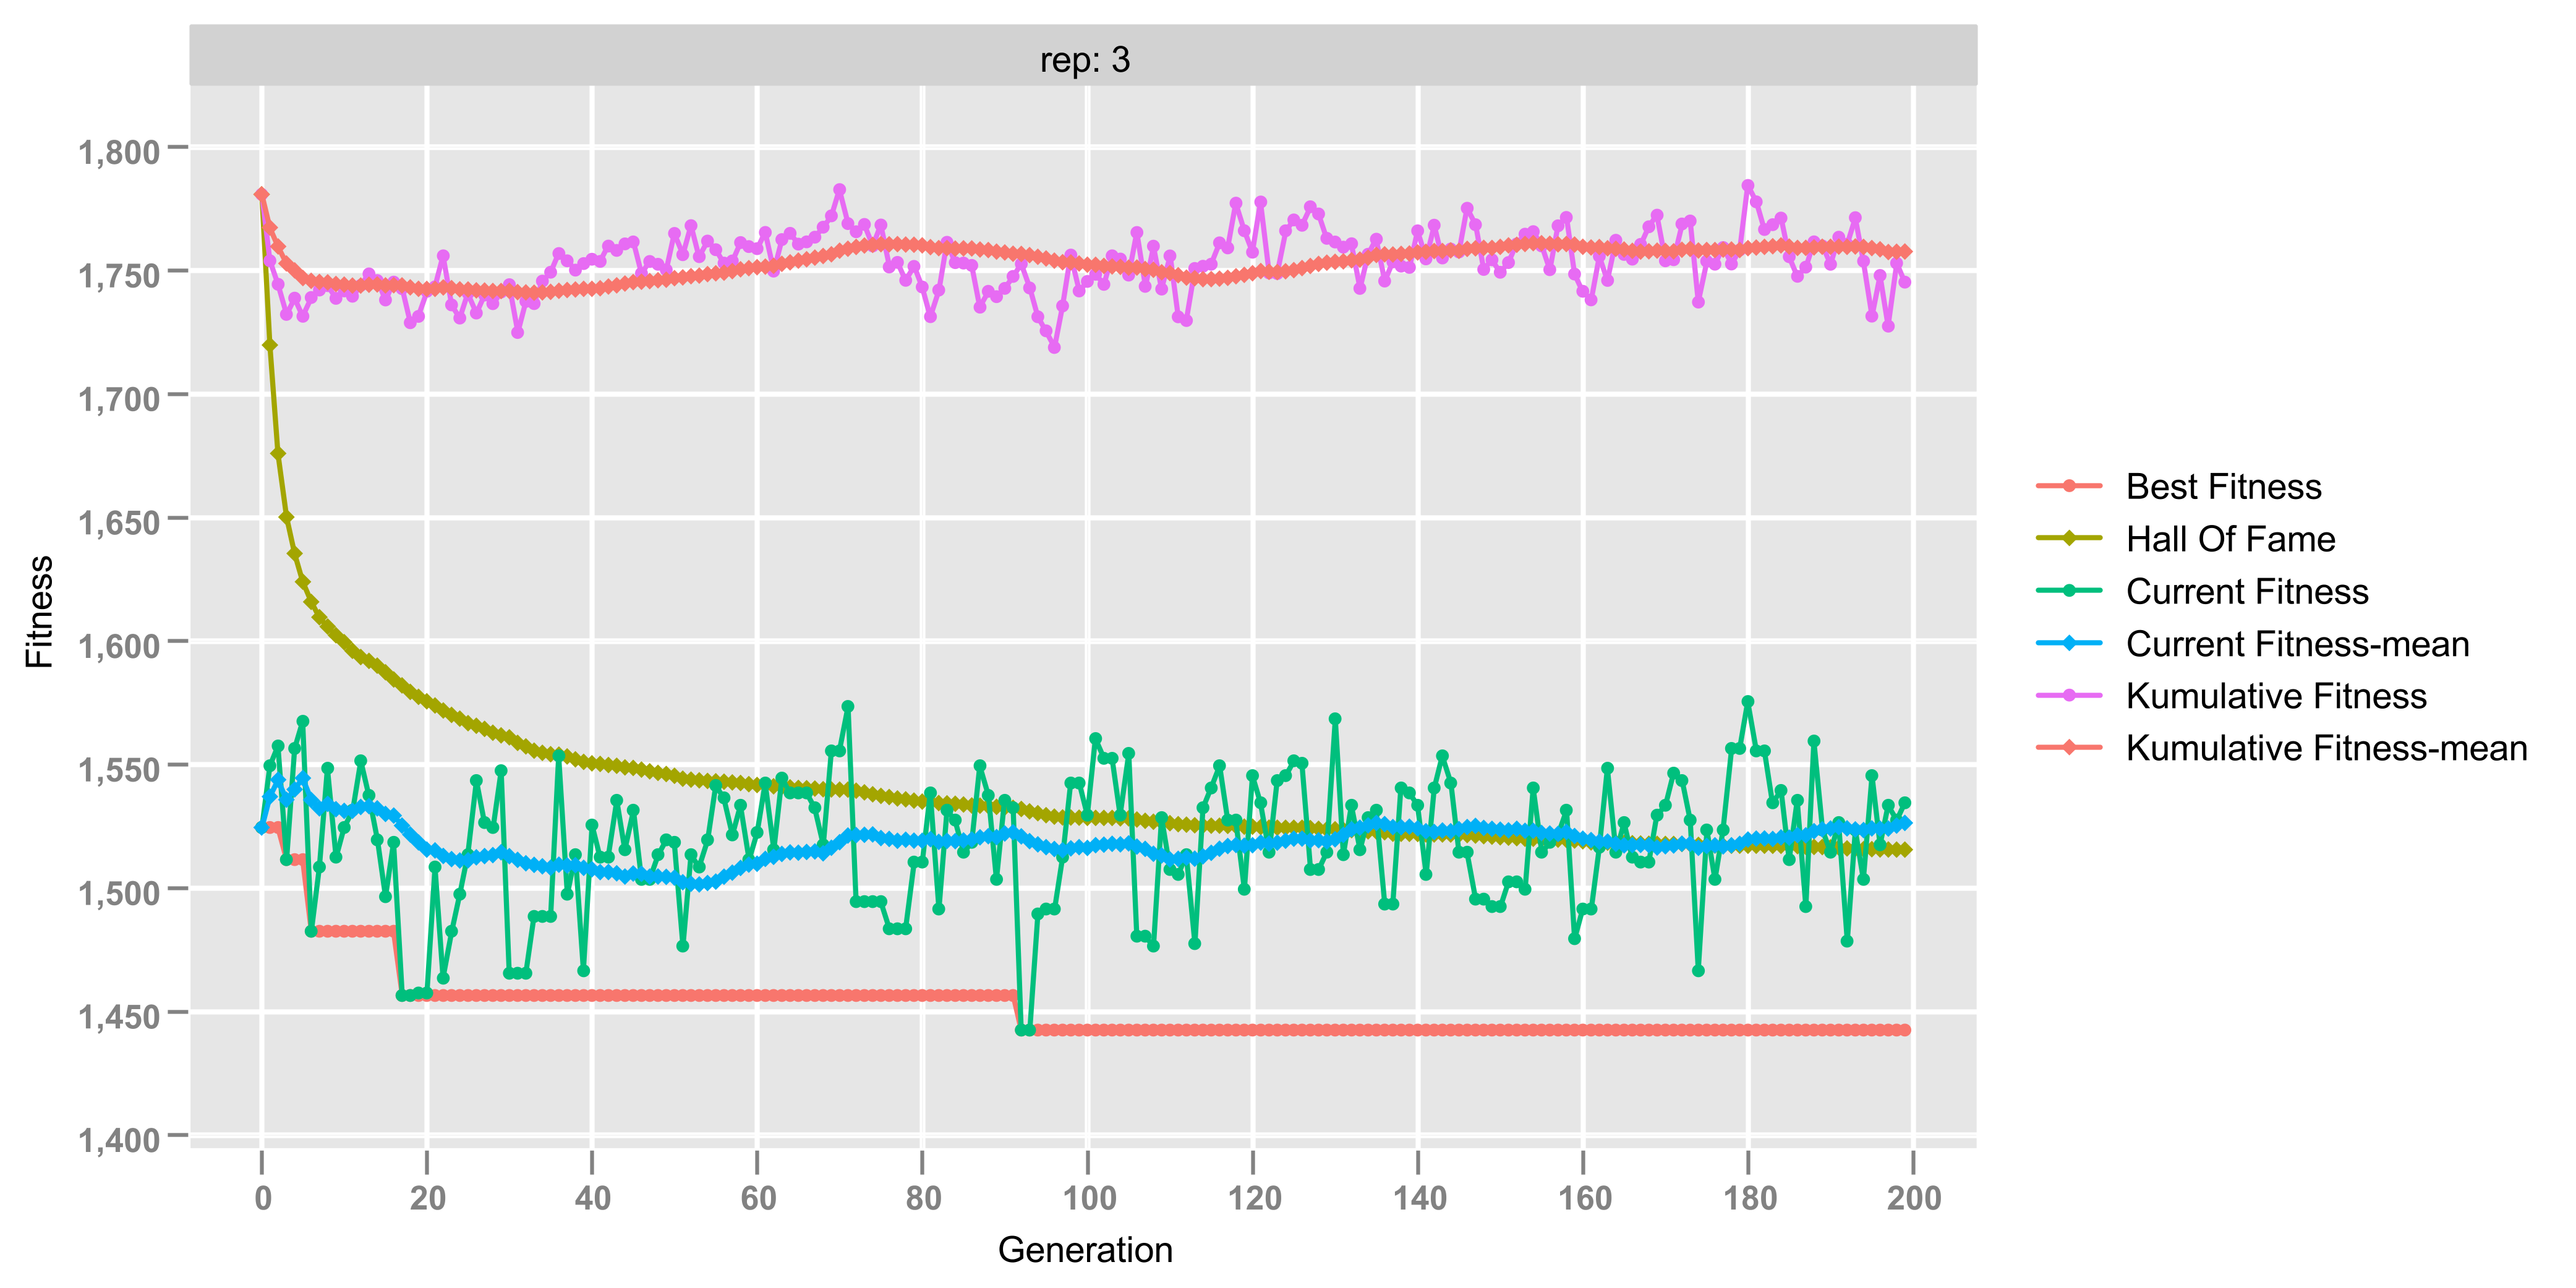 rep: 3
1,800
1,750
1,700
1,650
1,600
1,550
1,500
1,450
1,400
Fitness
0 20 40 60 80 100 120 140 160 180 200
Generation
Best Fitness
Hall Of Fame
Current Fitness
Current Fitness-mean
Kumulative Fitness
Kumulative Fitness-mean